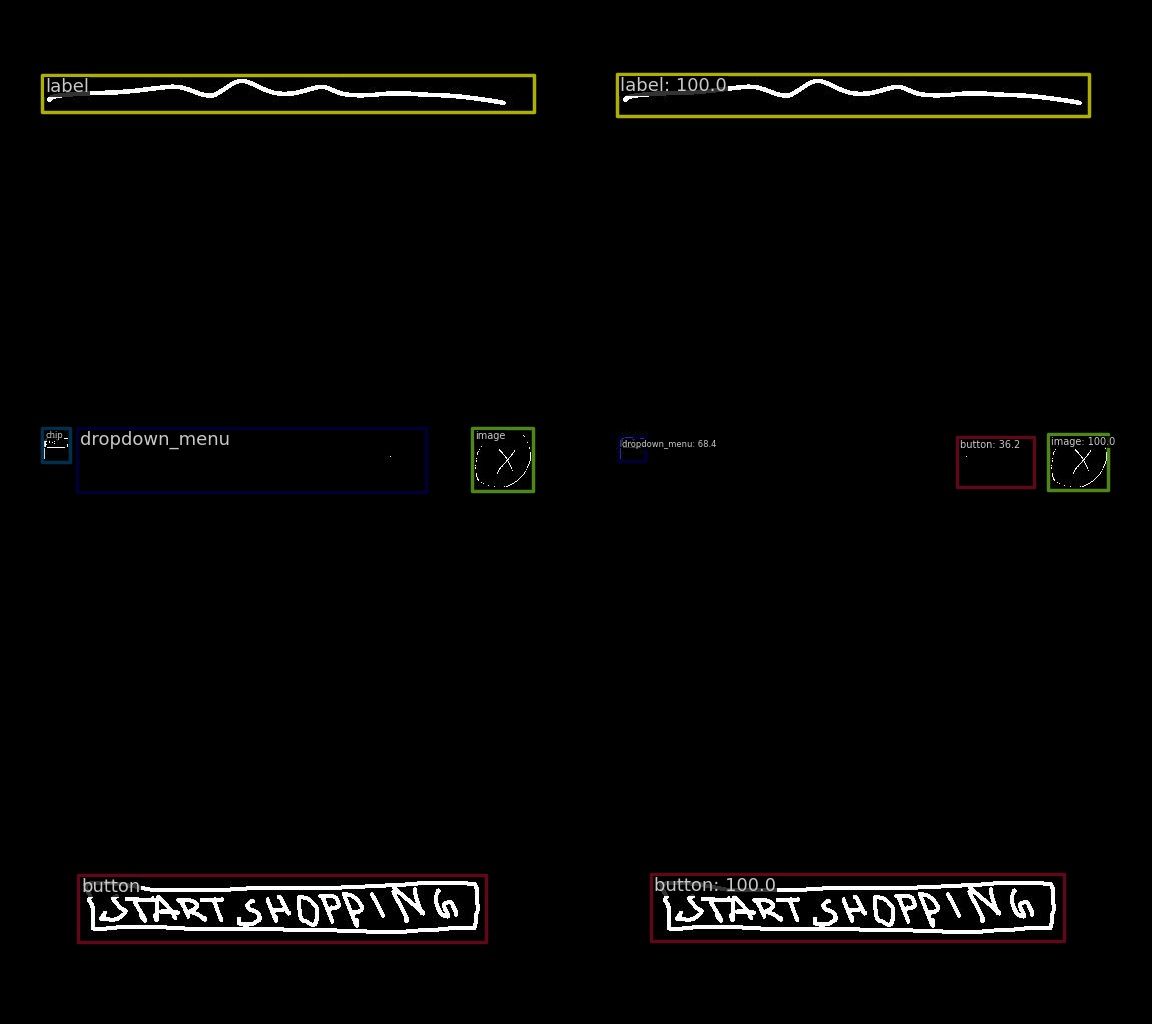 label label: 100.0
chip dropdown_menu image dropdown_menu: 68.4 button: 36.2 image: 100.0
X X
button button: 100.0
START SHOPPING START SHOPPING